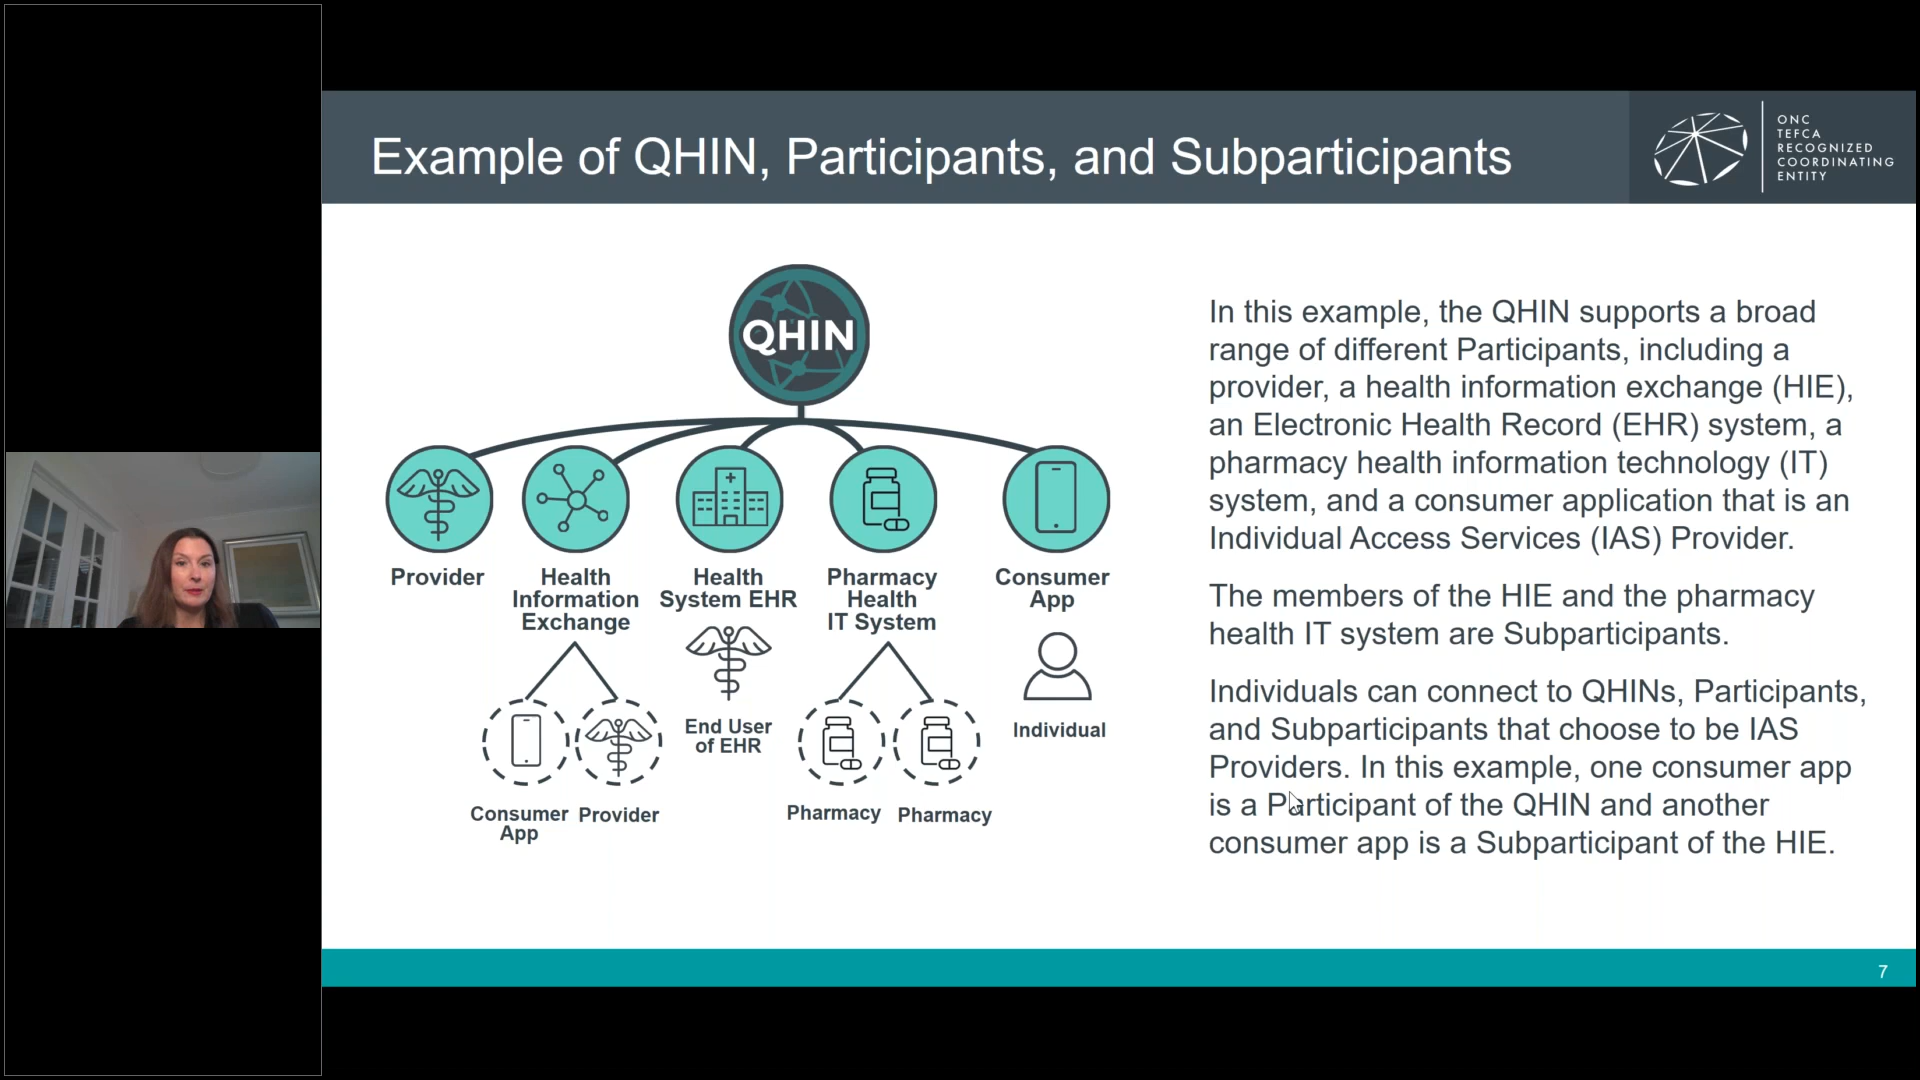 Example of QHIN, Participants, and Subparticipants
ONC
TEFCA
RECOGNIZED
COORDINATING
ENTITY
QHIN
Provider
Health
Information
Exchange
Health
System EHR
Pharmacy
Health
IT System
Consumer
App
End User
of EHR
Individual
Consumer
App
Provider
Pharmacy
Pharmacy
In this example, the QHIN supports a broad
range of different Participants, including a
provider, a health information exchange (HIE),
an Electronic Health Record (EHR) system, a
pharmacy health information technology (IT)
system, and a consumer application that is an
Individual Access Services (IAS) Provider.
The members of the HIE and the pharmacy
health IT system are Subparticipants.
Individuals can connect to QHINs, Participants,
and Subparticipants that choose to be IAS
Providers. In this example, one consumer app
is a Participant of the QHIN and another
consumer app is a Subparticipant of the HIE.
7